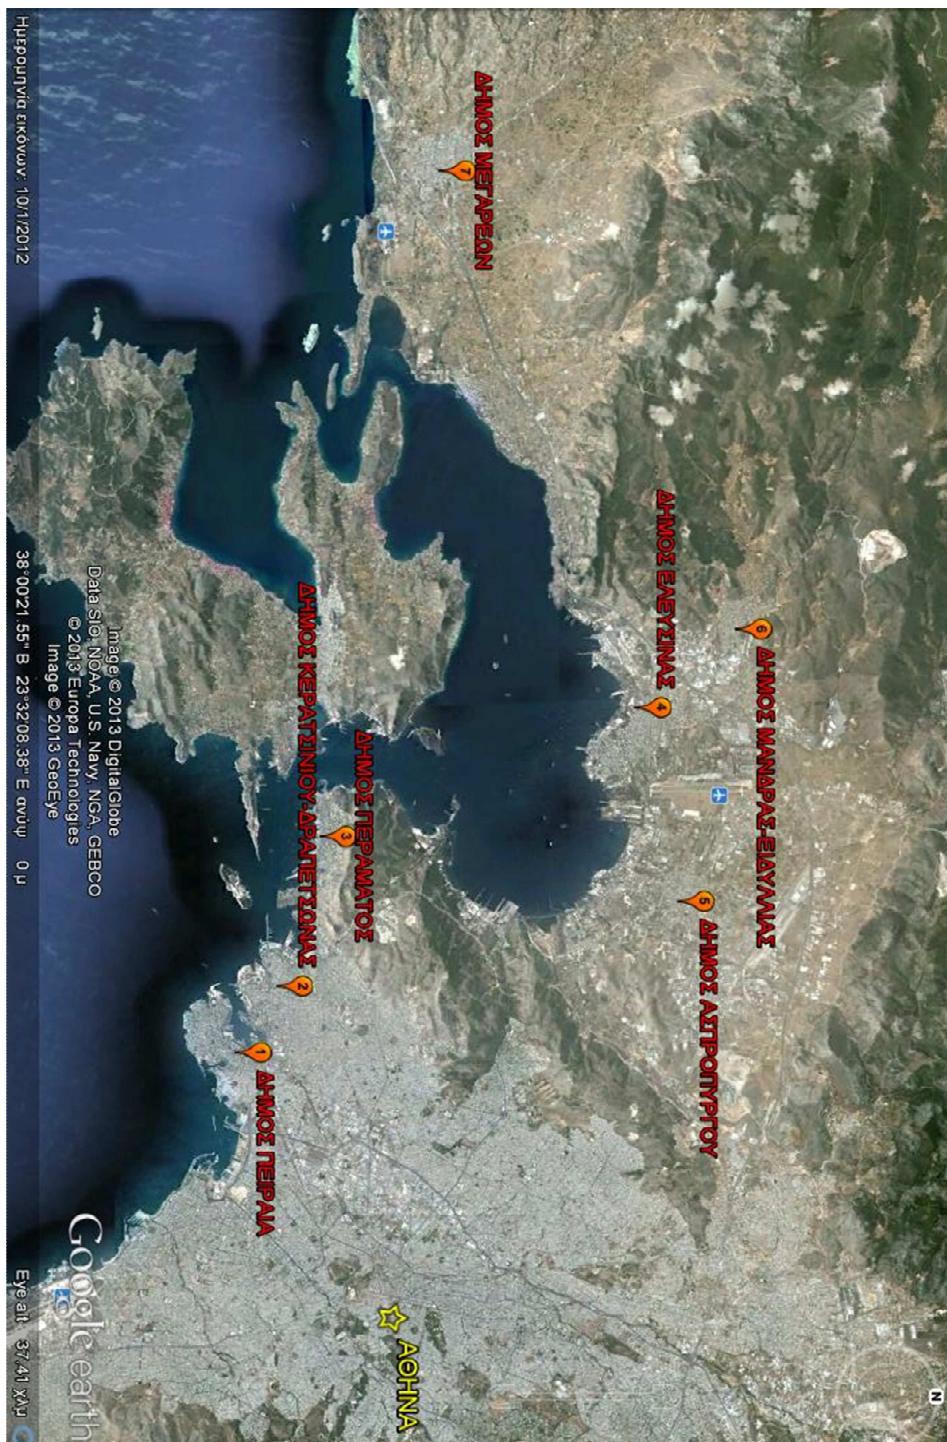 N
6 ΔΗΜΟΣ ΜΑΝΔΡΑΣ-ΕΙΔΥΛΛΙΑΣ
5 ΔΗΜΟΣ ΑΣΠΡΟΠΥΡΓΟΥ
ΔΗΜΟΣ ΕΛΕΥΣΙΝΑΣ 4
ΔΗΜΟΣ ΜΕΓΑΡΕΩΝ
7
ΑΘΗΝΑ
ΔΗΜΟΣ ΠΕΡΑΜΑΤΟΣ
3
ΔΗΜΟΣ ΚΕΡΑΤΣΙΝΙΟΥ-ΔΡΑΠΕΤΣΩΝΑΣ
2
1 ΔΗΜΟΣ ΠΕΙΡΑΙΑ
Image © 2013 DigitalGlobe
Data SIO, NOAA, U.S. Navy, NGA, GEBCO
© 2013 Europa Technologies
Image © 2013 GeoEye
Google earth
Ημερομηνία εικόνων: 10/1/2012
38°00'21.55" Β 23°32'08.38" Ε ανύψ 0 μ
Eye alt 37.41 χλμ